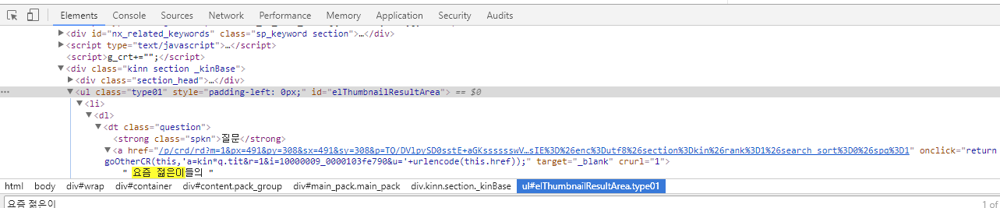 Elements Console Sources Network Performance Memory Application Security Audits
<div id="nx_related_keywords" class="sp_keyword section">…</div>
<script type="text/javascript">…</script>
<script>g_crt+="";</script>
<div class="kinn section _kinBase">
<div class="section_head">…</div>
… <ul class="type01" style="padding-left: 0px;" id="elThumbnailResultArea"> == $0
<li>
<dl>
<dt class="question">
<strong class="spkn">질문</strong>
<a href="/p/crd/rd?m=1&px=491&py=308&sx=491&sy=308&p=TO/DVlpySD0sstE+aGKsssssswV…sIE%3D%26enc%3Dutf8%26section%3Dkin%26rank%3D1%26search_sort%3D0%26spq%3D1" onclick="return
goOtherCR(this,'a=kin*q.tit&r=1&i=10000009_0000103fe790&u='+urlencode(this.href));" target="_blank" crurl="1">
" 요즘 젊은이들의 "
html body div#wrap div#container div#content.pack_group div#main_pack.main_pack div.kinn.section._kinBase ul#elThumbnailResultArea.type01
요즘 젊은이 1 of